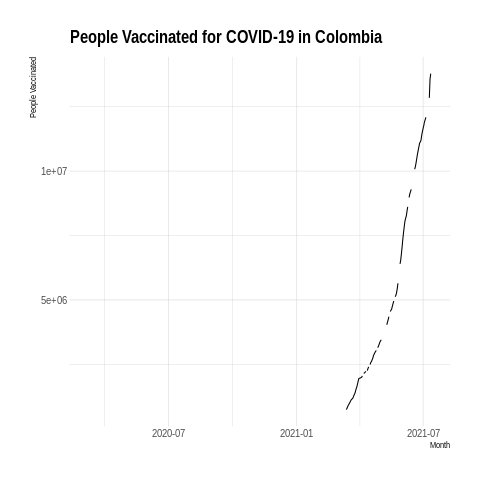 People Vaccinated for COVID-19 in Colombia
People Vaccinated
1e+07
5e+06
2020-07
2021-01
2021-07
Month